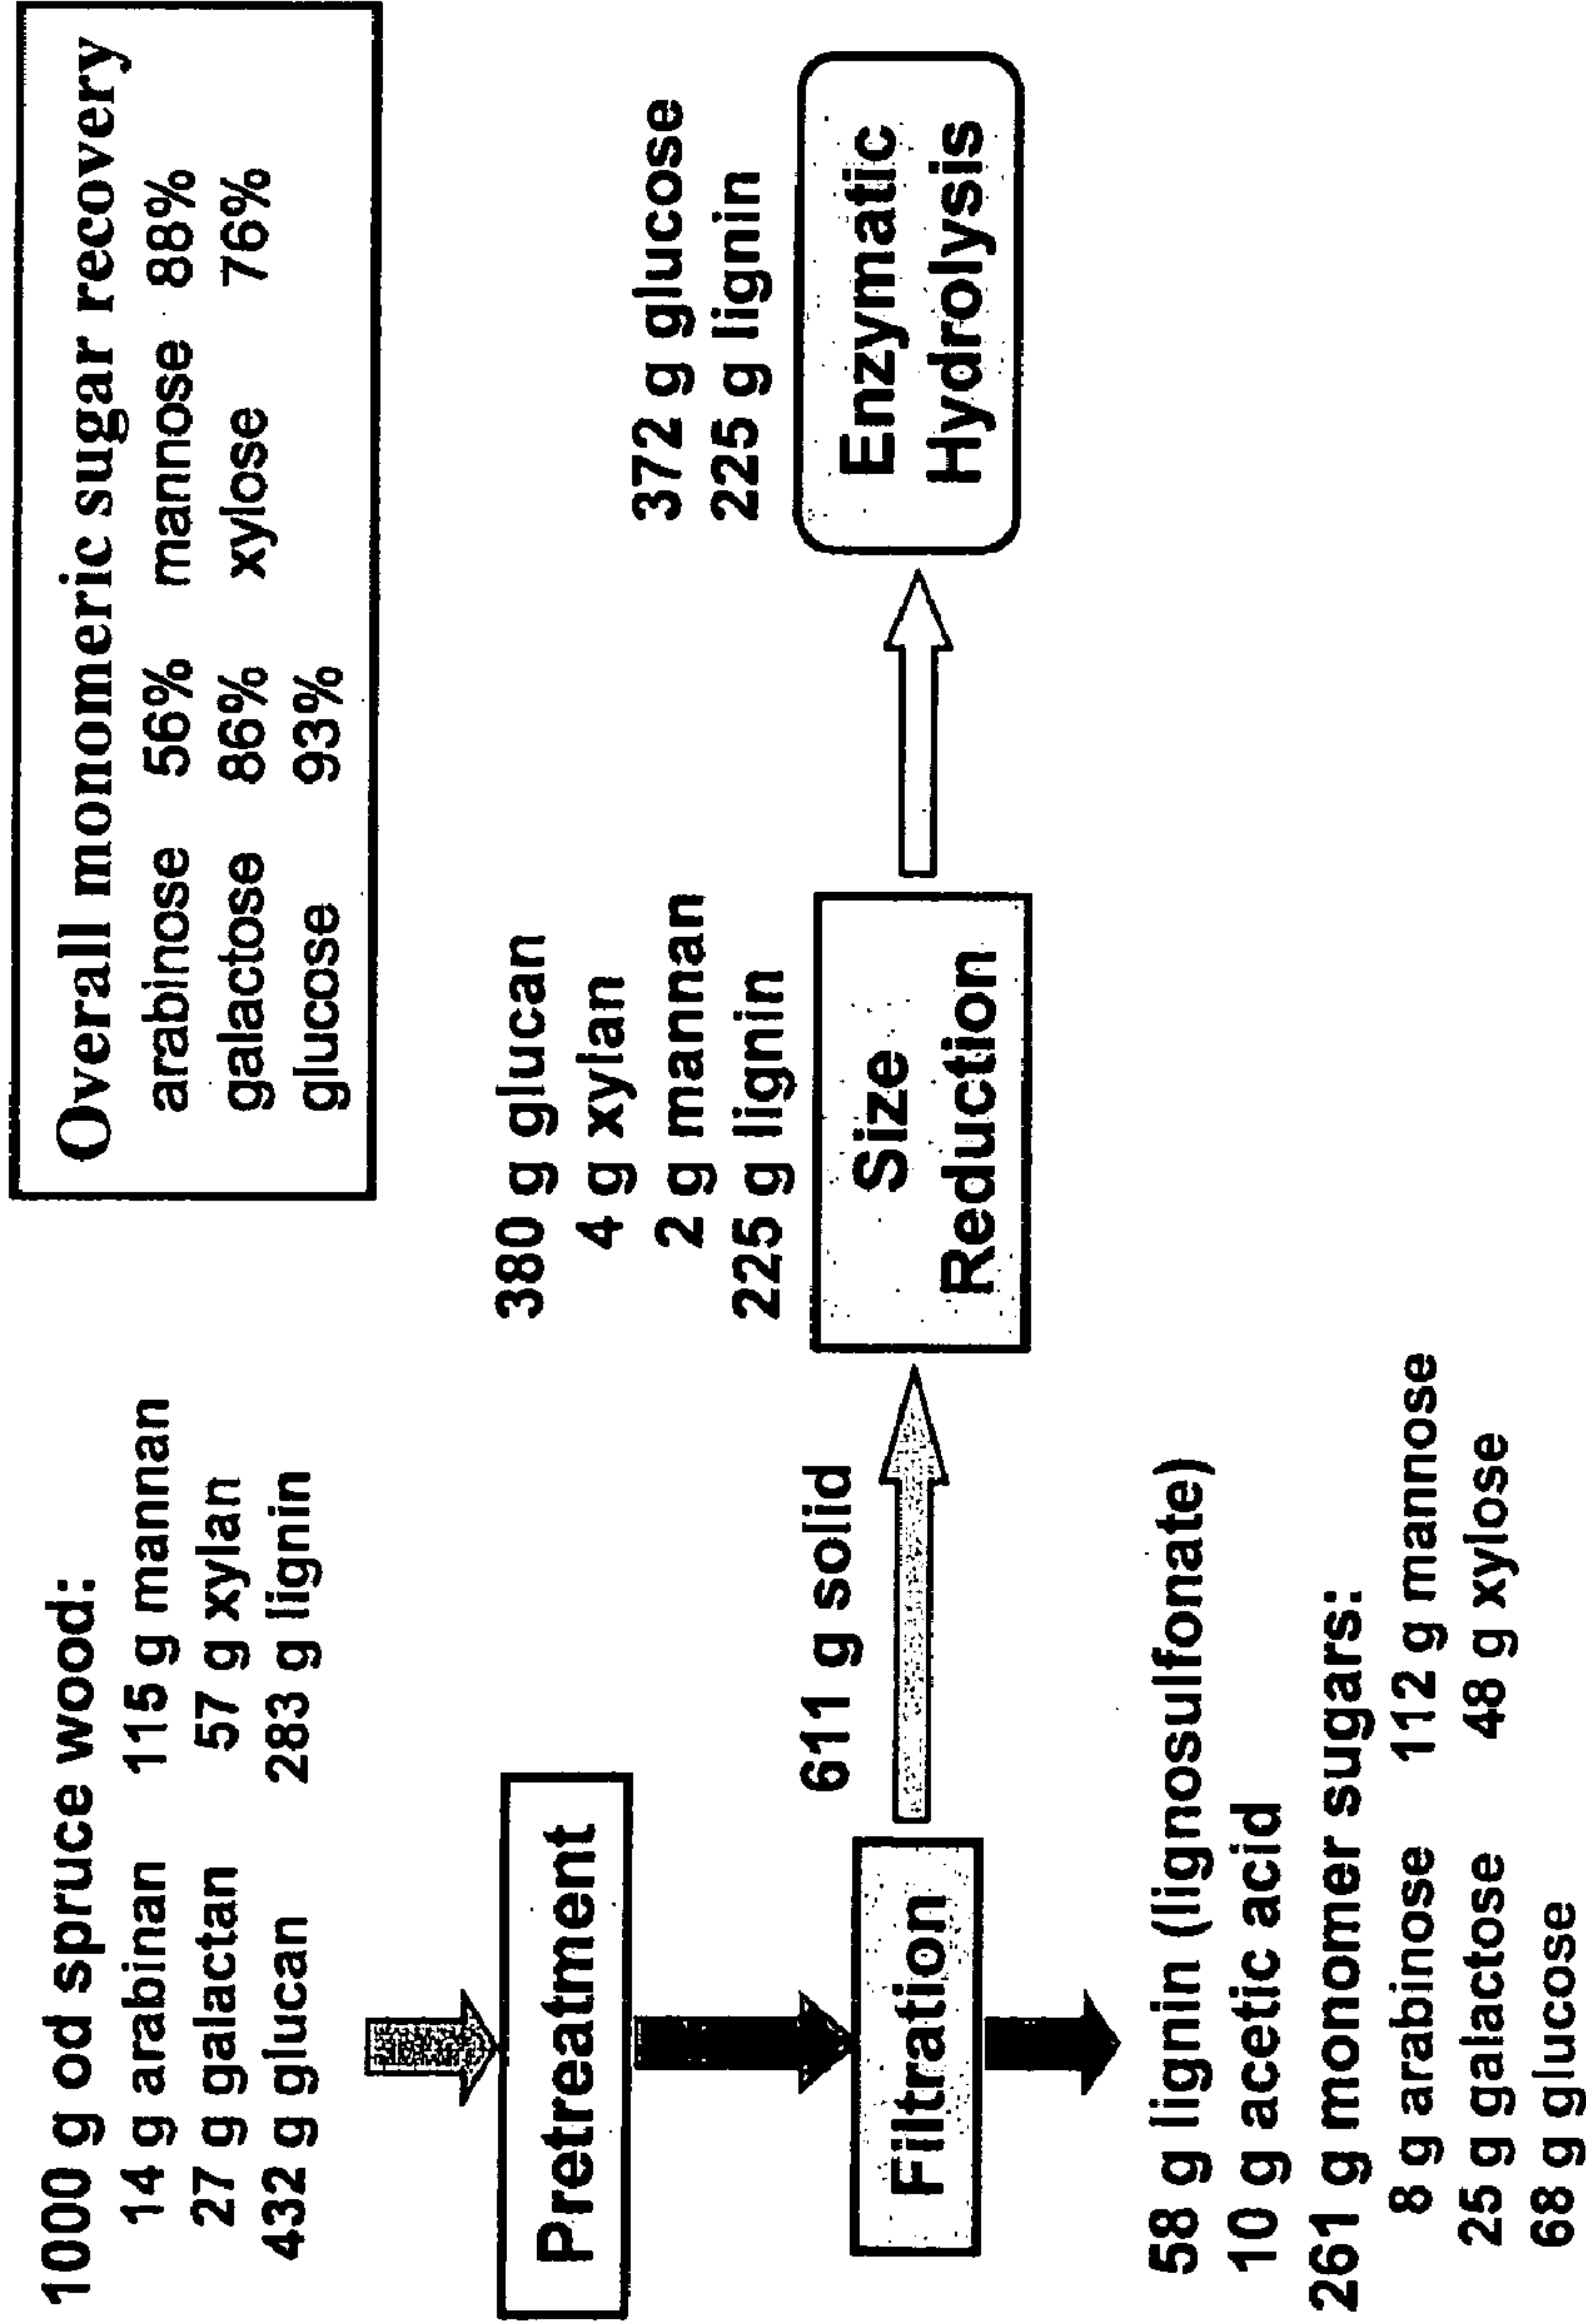 1000 g od spruce wood:
14 g arabinan 115 g mannan
27 g galactan 57 g xylan
432 g glucan 283 g lignin
Overall monomeric sugar recovery
arabinose 56% mannose 88%
galactose 86% xylose 76%
glucose 93%
Pretreatment
380 g glucan
4 g xylan
2 g mannan
225 g lignin
372 g glucose
225 g lignin
Filtration
611 g solid
Size
Reduction
Enzymatic
Hydrolysis
58 g lignin (lignosulfonate)
10 g acetic acid
261 g monomer sugars:
8 g arabinose 112 g mannose
25 g galactose 48 g xylose
68 g glucose